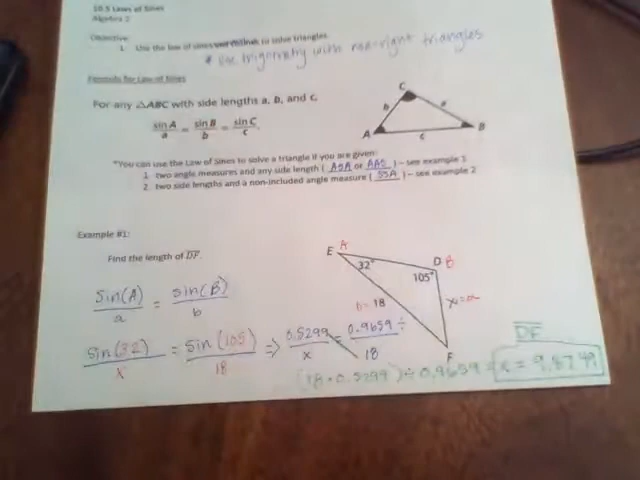 10.5 Laws of Sines
Algebra 2
Objective:
1. Use the law of sines to solve triangles.
* Use trigometry with non-right triangles
Formula for Law of Sines
For any △ABC with side lengths a, b, and c,
sin A / a = sin B / b = sin C / c.
C
b a
A c B
*You can use the Law of Sines to solve a triangle if you are given:
1. two angle measures and any side length ( ASA or AAS ) – see example 1
2. two side lengths and a non-included angle measure ( SSA ) – see example 2
Example #1:
Find the length of DF.
E A
32° D B
105°
b= 18 x=a
F
Sin(A) / a = sin(B) / b
Sin(32) / x = Sin(105) / 18 => 0.5299 / x = 0.9659 ÷ / 18
DF
(18 · 0.5299) ÷ 0.9659 = x = 9.8749